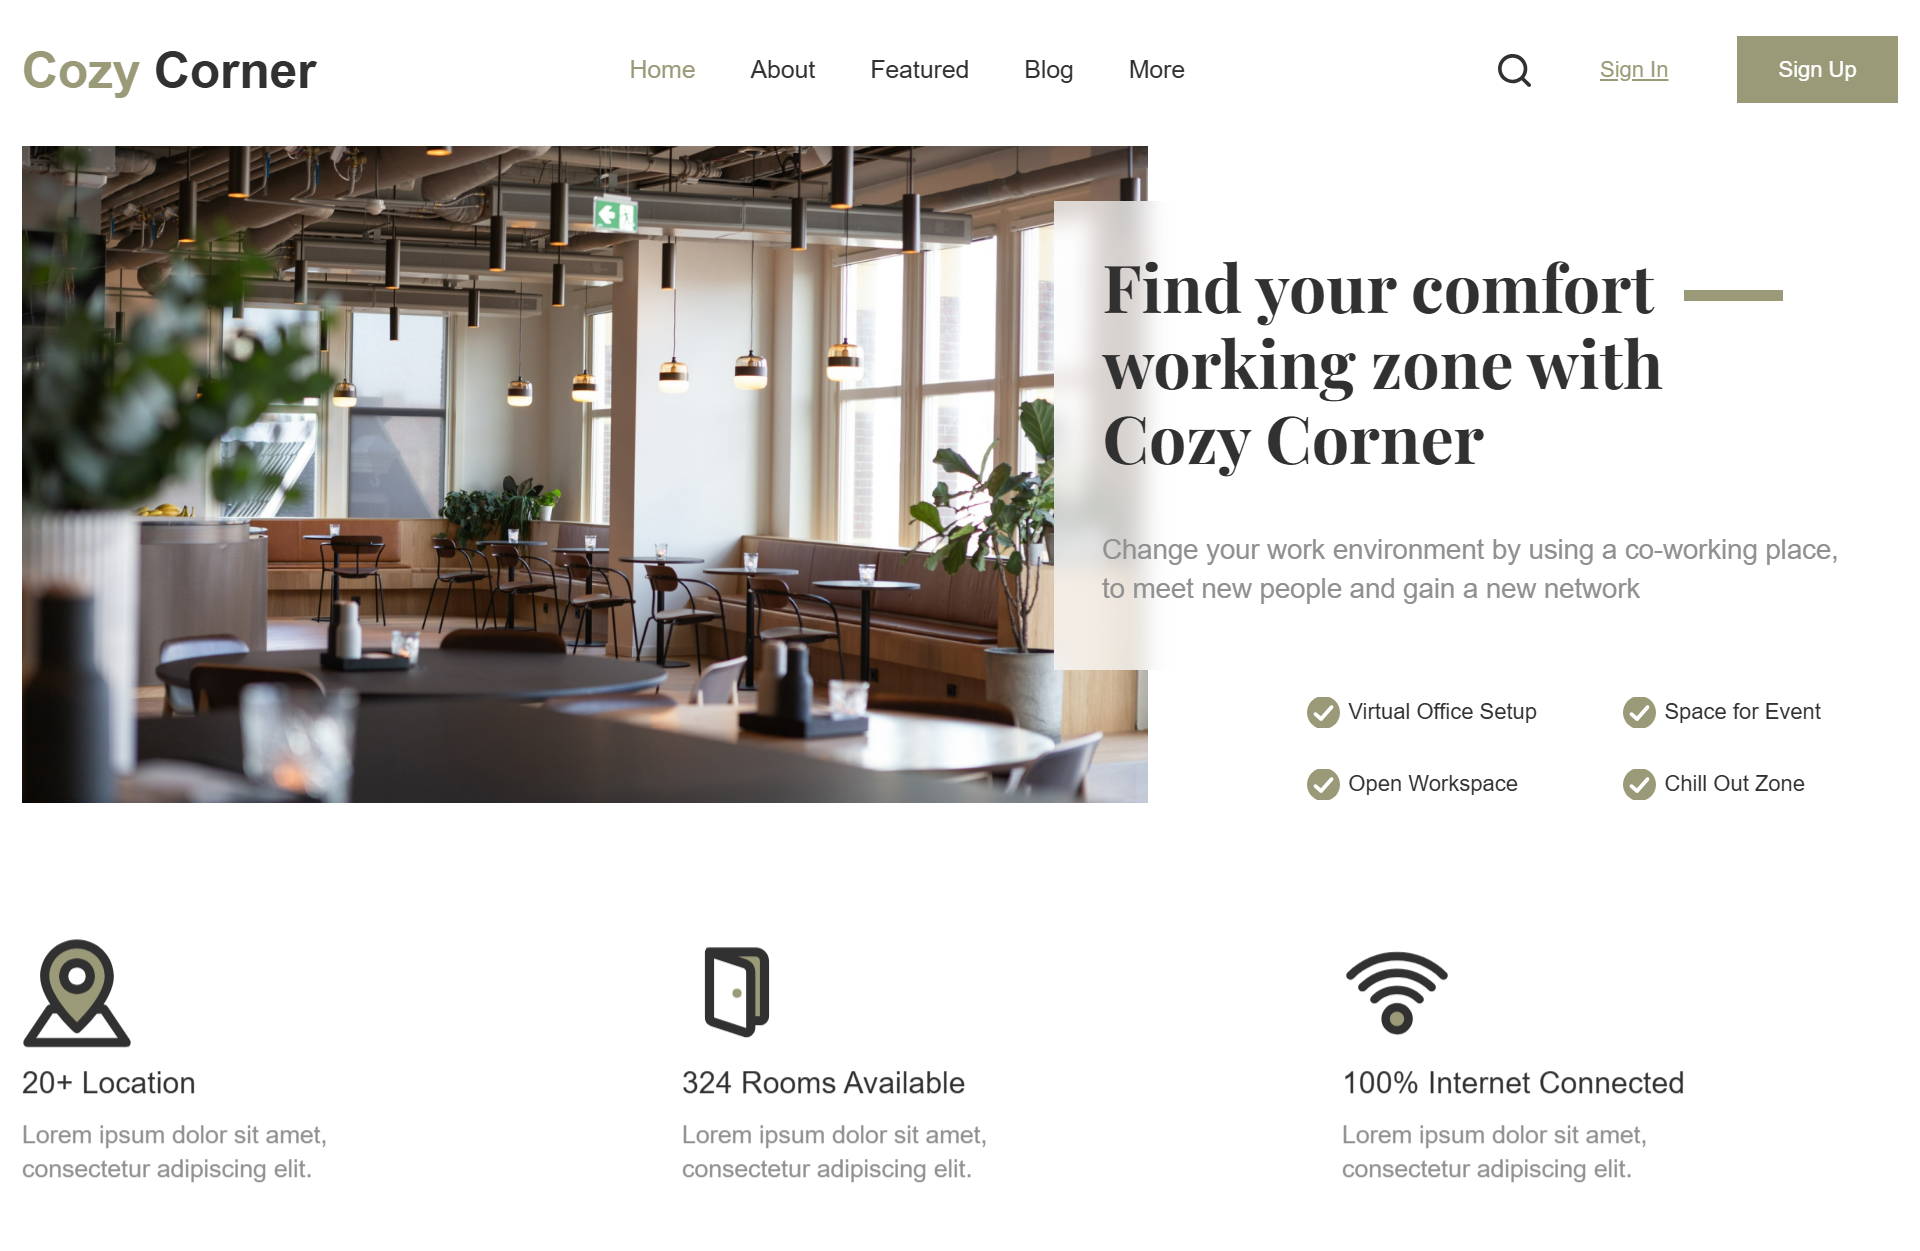 Cozy Corner
Home
About
Featured
Blog
More
Sign In
Sign Up
Find your comfort
working zone with
Cozy Corner
Change your work environment by using a co-working place,
to meet new people and gain a new network
Virtual Office Setup
Space for Event
Open Workspace
Chill Out Zone
20+ Location
Lorem ipsum dolor sit amet,
consectetur adipiscing elit.
324 Rooms Available
Lorem ipsum dolor sit amet,
consectetur adipiscing elit.
100% Internet Connected
Lorem ipsum dolor sit amet,
consectetur adipiscing elit.